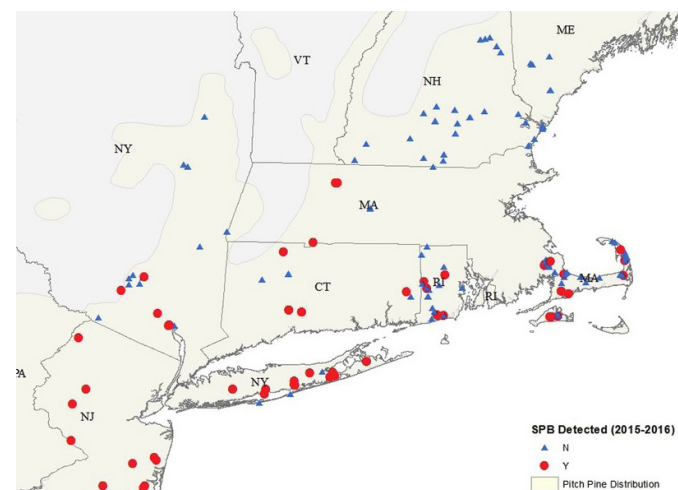 ME
VT
NH
NY
MA
MA
CT
RI
RI
PA
NY
NJ
SPB Detected (2015-2016)
N
Y
Pitch Pine Distribution